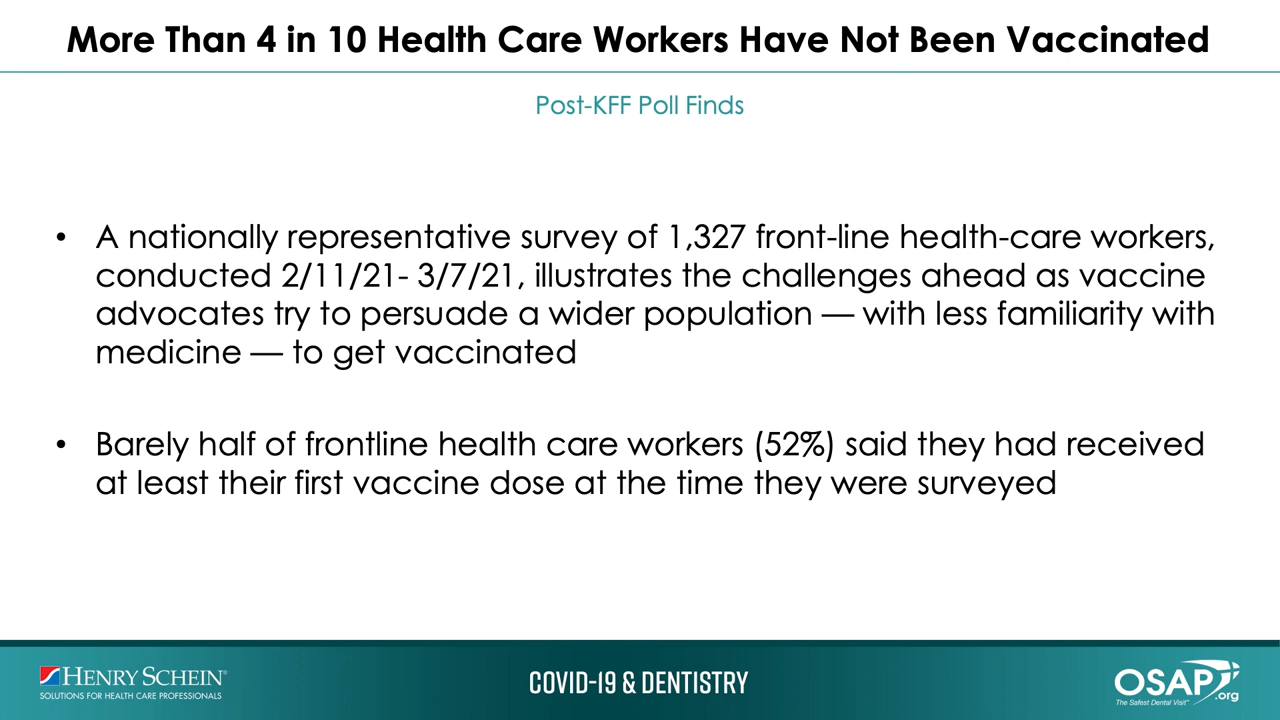 More Than 4 in 10 Health Care Workers Have Not Been Vaccinated
Post-KFF Poll Finds
• A nationally representative survey of 1,327 front-line health-care workers,
conducted 2/11/21- 3/7/21, illustrates the challenges ahead as vaccine
advocates try to persuade a wider population — with less familiarity with
medicine — to get vaccinated
• Barely half of frontline health care workers (52%) said they had received
at least their first vaccine dose at the time they were surveyed
HENRY SCHEIN®
SOLUTIONS FOR HEALTH CARE PROFESSIONALS
COVID-19 & DENTISTRY
OSAP.org
The Safest Dental Visit™